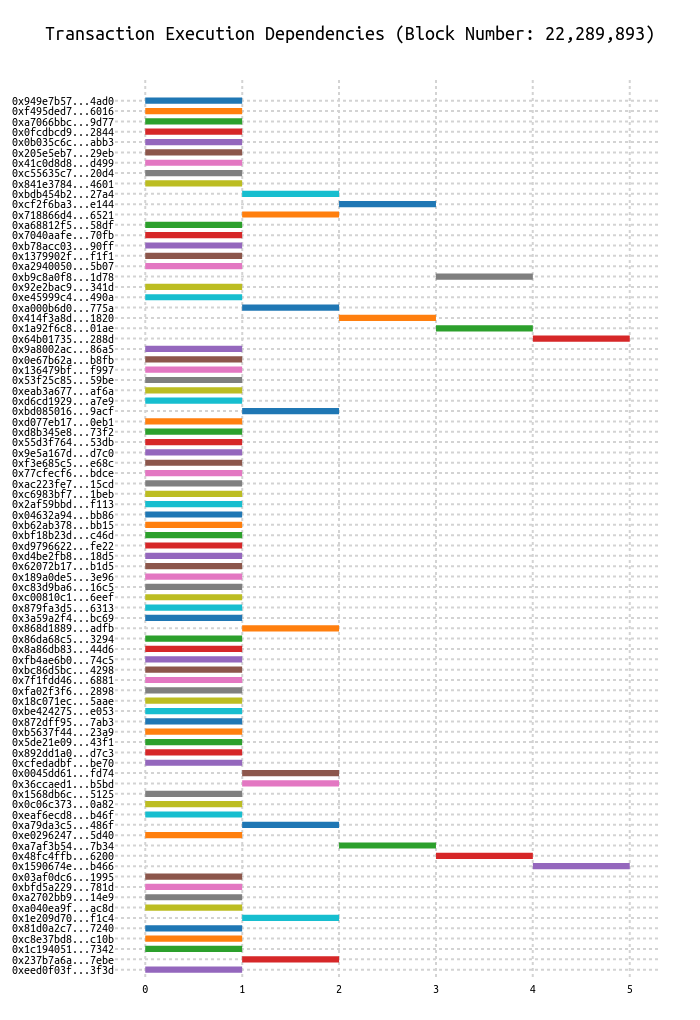 Transaction Execution Dependencies (Block Number: 22,289,893)
0x949e7b57...4ad0
0xf495ded7...6016
0xa7066bbc...9d77
0x0fcdbcd9...2844
0x0b035c6c...abb3
0x205e5eb7...29eb
0x41c0d8d8...d499
0xc55635c7...20d4
0x841e3784...4601
0xbdb454b2...27a4
0xcf2f6ba3...e144
0x718866d4...6521
0xa68812f5...58df
0x7040aafe...70fb
0xb78acc03...90ff
0x1379902f...f1f1
0xa2940050...5b07
0xb9c8a0f8...1d78
0x92e2bac9...341d
0xe45999c4...490a
0xa000b6d0...775a
0x414f3a8d...1820
0x1a92f6c8...01ae
0x64b01735...288d
0x9a8002ac...86a5
0x0e67b62a...b8fb
0x136479bf...f997
0x53f25c85...59be
0xeab3a677...af6a
0xd6cd1929...a7e9
0xbd085016...9acf
0xd077eb17...0eb1
0xd8b345e8...73f2
0x55d3f764...53db
0x9e5a167d...d7c0
0xf3e685c5...e68c
0x77cfecf6...bdce
0xac223fe7...15cd
0xc6983bf7...1beb
0x2af59bbd...f113
0x04632a94...bb86
0xb62ab378...bb15
0xbf18b23d...c46d
0xd9796622...fe22
0xd4be2fb8...18d5
0x62072b17...b1d5
0x189a0de5...3e96
0xc83d9ba6...16c5
0xc00810c1...6eef
0x879fa3d5...6313
0x3a59a2f4...bc69
0x868d1889...adfb
0x86da68c5...3294
0x8a86db83...44d6
0xfb4ae6b0...74c5
0xbc86d5bc...4298
0x7f1fdd46...6881
0xfa02f3f6...2898
0x18c071ec...5aae
0xbe424275...e053
0x872dff95...7ab3
0xb5637f44...23a9
0x5de21e09...43f1
0x892dd1a0...d7c3
0xcfedadbf...be70
0x0045dd61...fd74
0x36ccaed1...b5bd
0x1568db6c...5125
0x0c06c373...0a82
0xeaf6ecd8...b46f
0xa79da3c5...486f
0xe0296247...5d40
0xa7af3b54...7b34
0x48fc4ffb...6200
0x1590674e...b466
0x03af0dc6...1995
0xbfd5a229...781d
0xa2702bb9...14e9
0xa040ea9f...ac8d
0x1e209d70...f1c4
0x81d0a2c7...7240
0xc8e37bd8...c10b
0x1c194051...7342
0x237b7a6a...7ebe
0xeed0f03f...3f3d
0 1 2 3 4 5